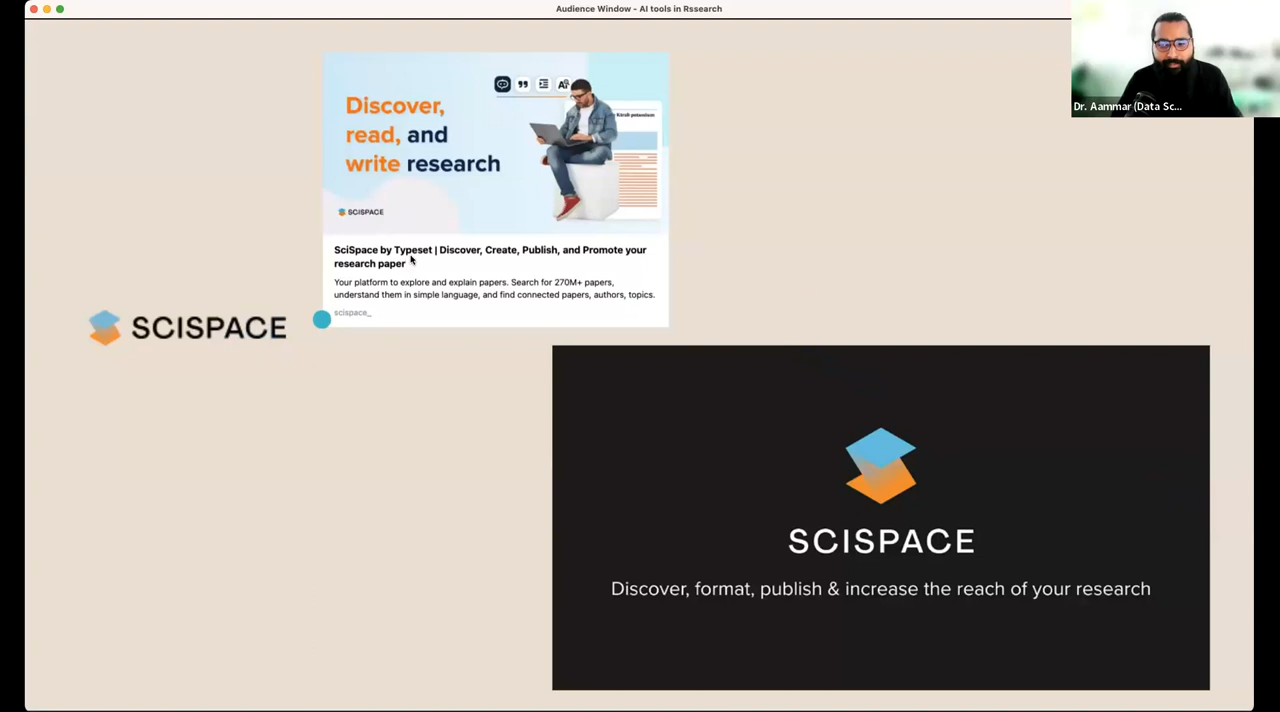 Audience Window - AI tools in Rssearch
Dr. Aammar (Data Sc...
Discover,
read, and
write research
SCISPACE
SciSpace by Typeset | Discover, Create, Publish, and Promote your
research paper
Your platform to explore and explain papers. Search for 270M+ papers,
understand them in simple language, and find connected papers, authors, topics.
scispace_
SCISPACE
SCISPACE
Discover, format, publish & increase the reach of your research